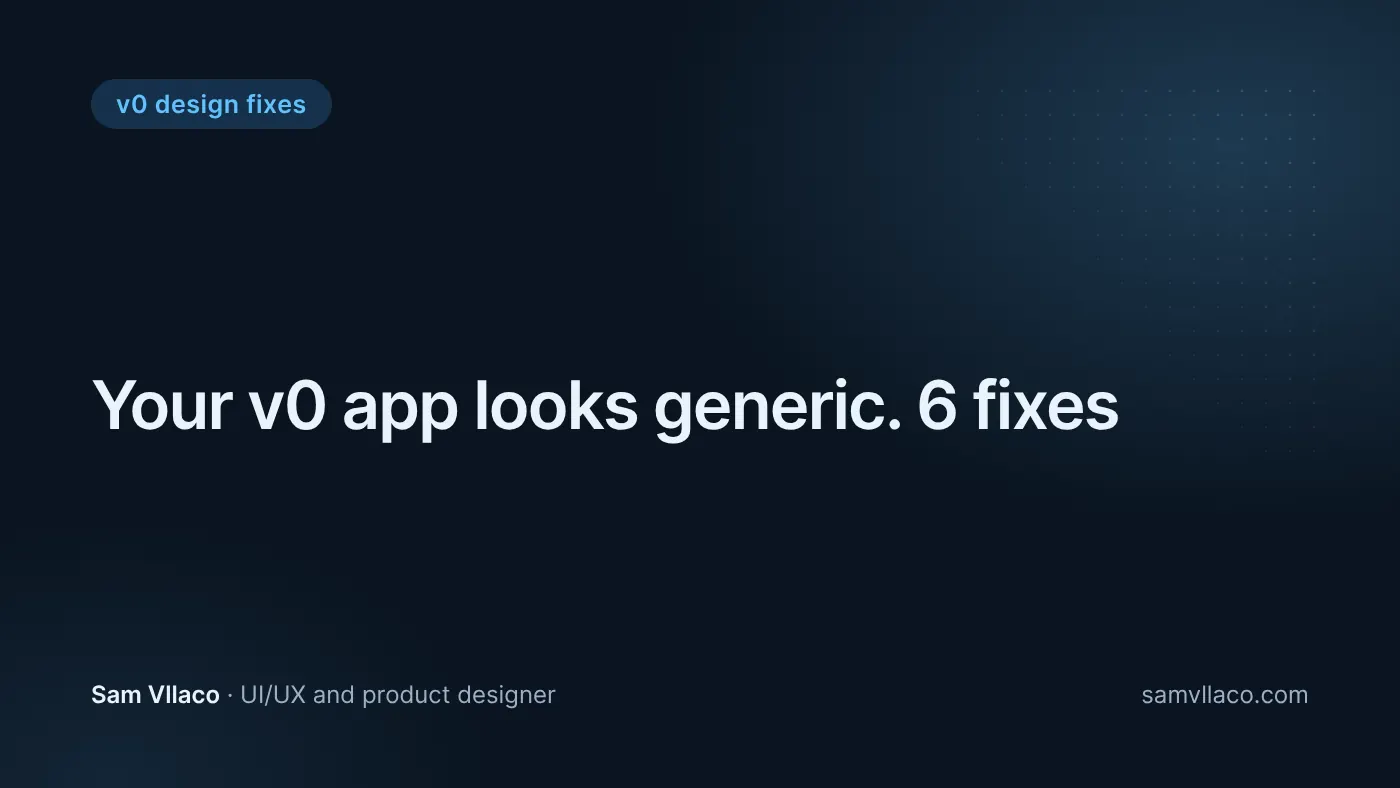 v0 design fixes
Your v0 app looks generic. 6 fixes
Sam Vllaco · UI/UX and product designer
samvllaco.com